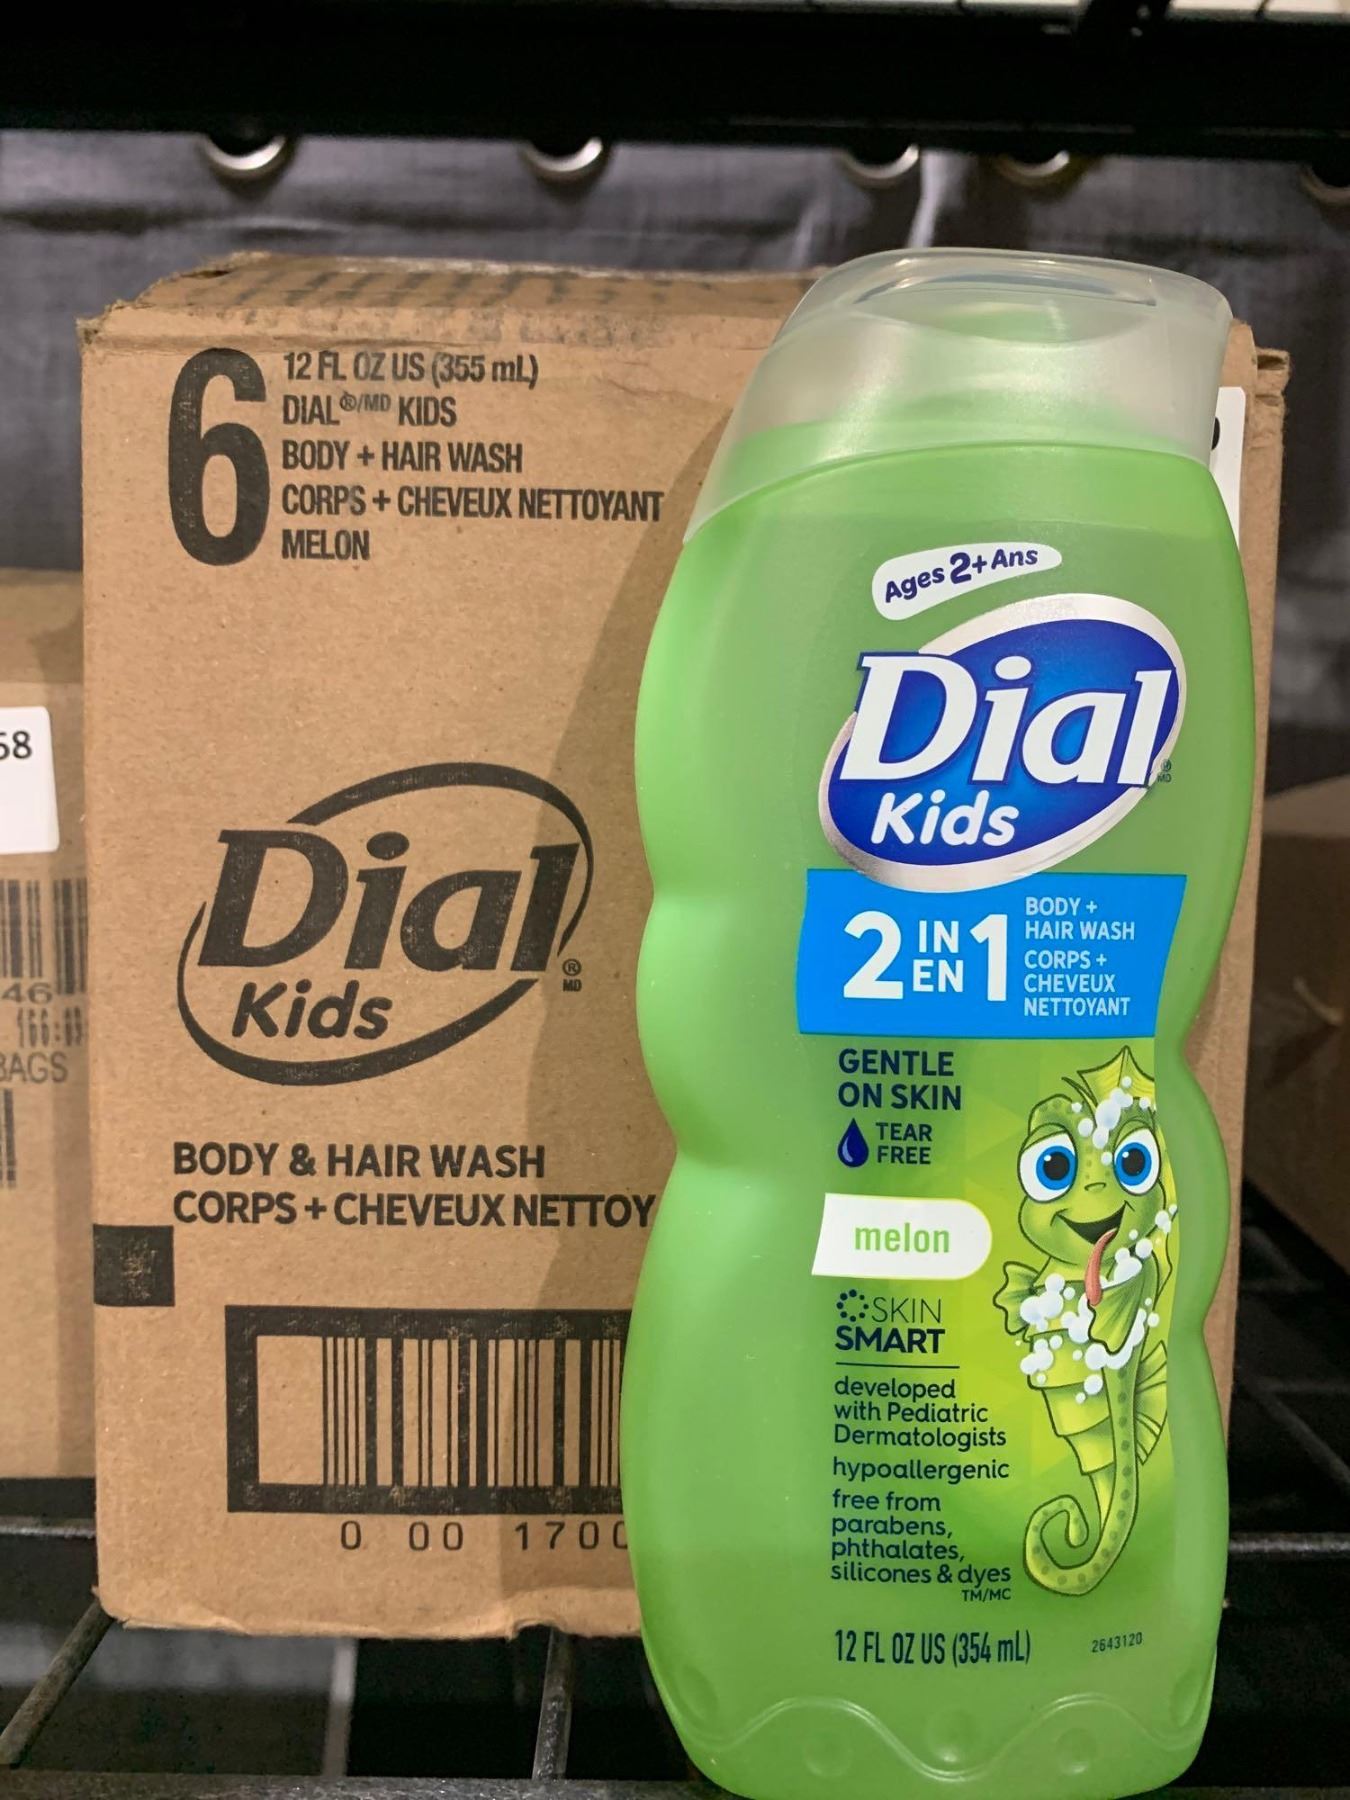 6
12 FL OZ US (355 mL)
DIAL®/MD KIDS
BODY + HAIR WASH
CORPS + CHEVEUX NETTOYANT
MELON
Dial
Kids
® MD
BODY & HAIR WASH
CORPS + CHEVEUX NETTOY
0 00 1700
58
46
BAGS
Ages 2+ Ans
Dial
Kids
® MD
2 IN 1
EN
BODY +
HAIR WASH
CORPS +
CHEVEUX
NETTOYANT
GENTLE
ON SKIN
TEAR
FREE
melon
SKIN
SMART
developed
with Pediatric
Dermatologists
hypoallergenic
free from
parabens,
phthalates,
silicones & dyes
TM/MC
12 FL OZ US (354 mL)
2643120